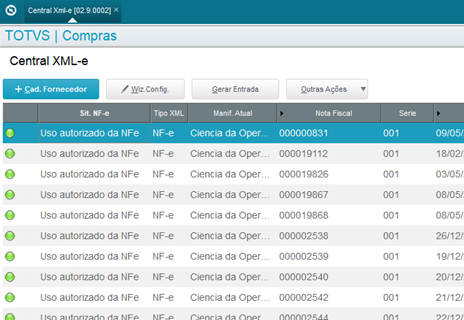 Central Xml-e [02.9.0002] ×
TOTVS | Compras
Central XML-e
+ Cad. Fornecedor Wiz.Config. Gerar Entrada Outras Ações
Sit. NF-e Tipo XML Manif. Atual Nota Fiscal Serie
Uso autorizado da NFe NF-e Ciencia da Oper... 000000831 001 09/05/
Uso autorizado da NFe NF-e Ciencia da Oper... 000019112 001 18/02/
Uso autorizado da NFe NF-e Ciencia da Oper... 000019826 001 03/05/
Uso autorizado da NFe NF-e Ciencia da Oper... 000019867 001 08/05/
Uso autorizado da NFe NF-e Ciencia da Oper... 000019868 001 08/05/
Uso autorizado da NFe NF-e Ciencia da Oper... 000002538 001 26/12/
Uso autorizado da NFe NF-e Ciencia da Oper... 000002539 001 19/12/
Uso autorizado da NFe NF-e Ciencia da Oper... 000002540 001 20/12/
Uso autorizado da NFe NF-e Ciencia da Oper... 000002542 001 21/12/
Uso autorizado da NFe NF-e Ciencia da Oper... 000002544 001 22/12/